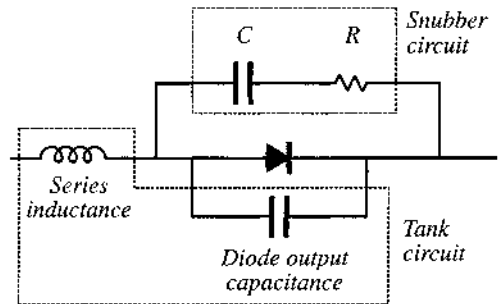 C
R
Snubber
circuit
Series
inductance
Diode output
capacitance
Tank
circuit